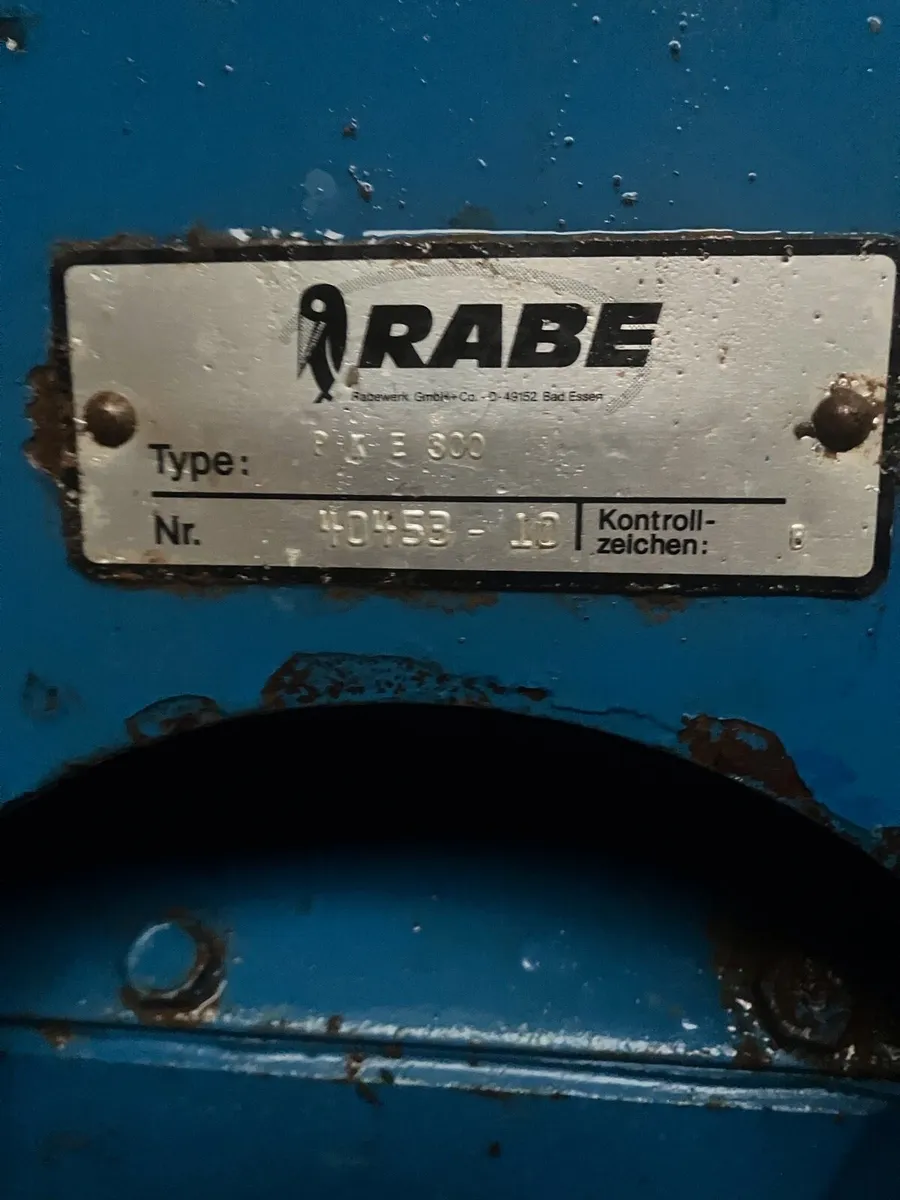 RABE
Rabewerk GmbH+Co. - D-49152 Bad Essen
Type: PKE 300
Nr. 40453 - 10
Kontroll-
zeichen: